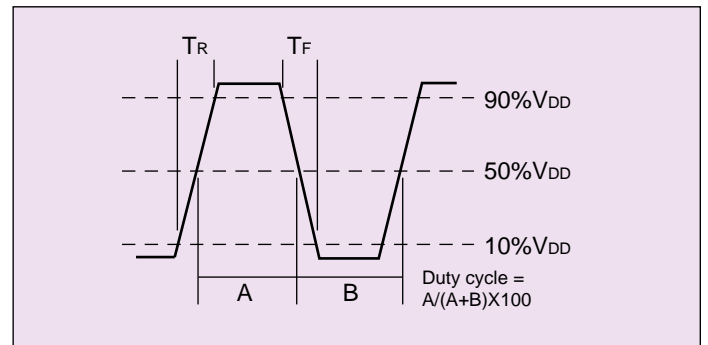 TR TF
90%VDD
50%VDD
10%VDD
A B
Duty cycle =
A/(A+B)X100